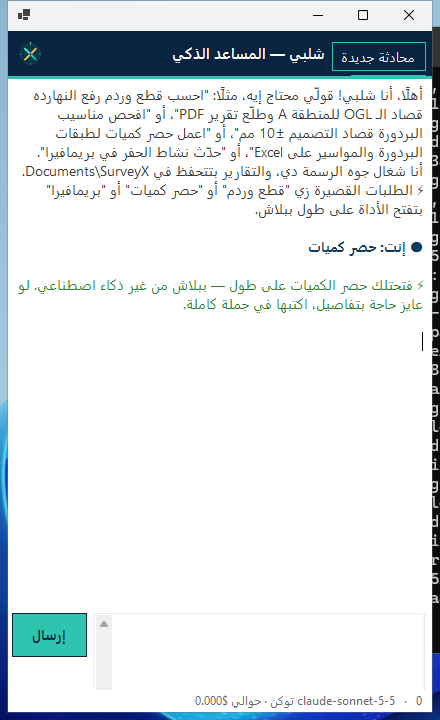 شلبي — المساعد الذكي
محادثة جديدة
أهلًا، أنا شلبي! قولّي محتاج إيه، مثلًا: "احسب قطع وردم رفع النهارده
قصاد الـ OGL للمنطقة A وطلّع تقرير PDF"، أو "افحص مناسيب
البردورة قصاد التصميم ±10 مم"، أو "اعمل حصر كميات لطبقات
البردورة والمواسير على Excel"، أو "حدّث نشاط الحفر في بريمافيرا".
أنا شغال جوه الرسمة دي، والتقارير بتتحفظ في Documents\SurveyX.
⚡ الطلبات القصيرة زي "قطع وردم" أو "حصر كميات" أو "بريمافيرا"
بتفتح الأداة على طول ببلاش.
● إنت: حصر كميات
⚡ فتحتلك حصر الكميات على طول — ببلاش من غير ذكاء اصطناعي. لو
عايز حاجة بتفاصيل، اكتبها في جملة كاملة.
إرسال
claude-sonnet-5-5 · 0 توكن · حوالي $0.000